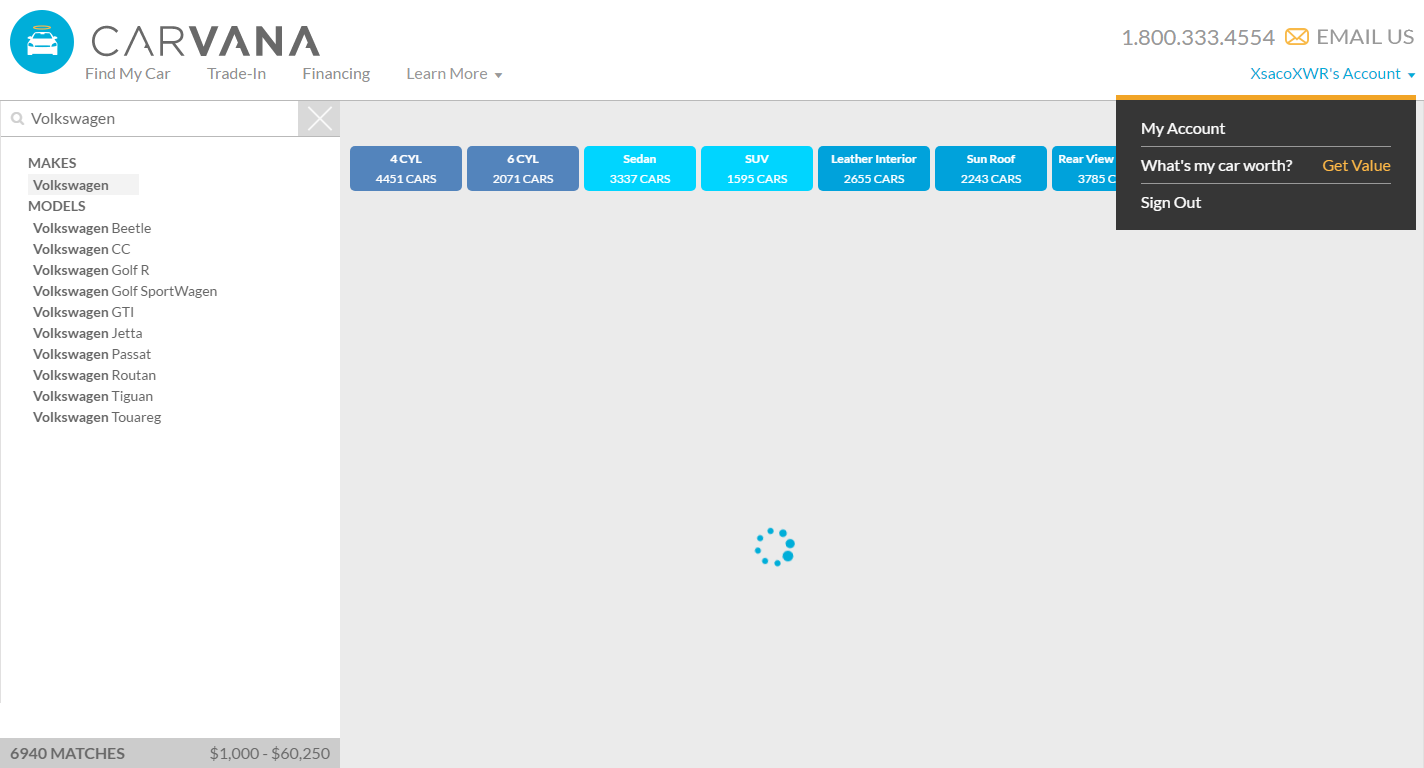 CARVANA
1.800.333.4554 EMAIL US
Find My Car Trade-In Financing Learn More
XsacoXWR's Account
Volkswagen
MAKES
Volkswagen
MODELS
Volkswagen Beetle
Volkswagen CC
Volkswagen Golf R
Volkswagen Golf SportWagen
Volkswagen GTI
Volkswagen Jetta
Volkswagen Passat
Volkswagen Routan
Volkswagen Tiguan
Volkswagen Touareg
6940 MATCHES $1,000 - $60,250
4 CYL
4451 CARS
6 CYL
2071 CARS
Sedan
3337 CARS
SUV
1595 CARS
Leather Interior
2655 CARS
Sun Roof
2243 CARS
Rear View
3785 C
My Account
What's my car worth? Get Value
Sign Out